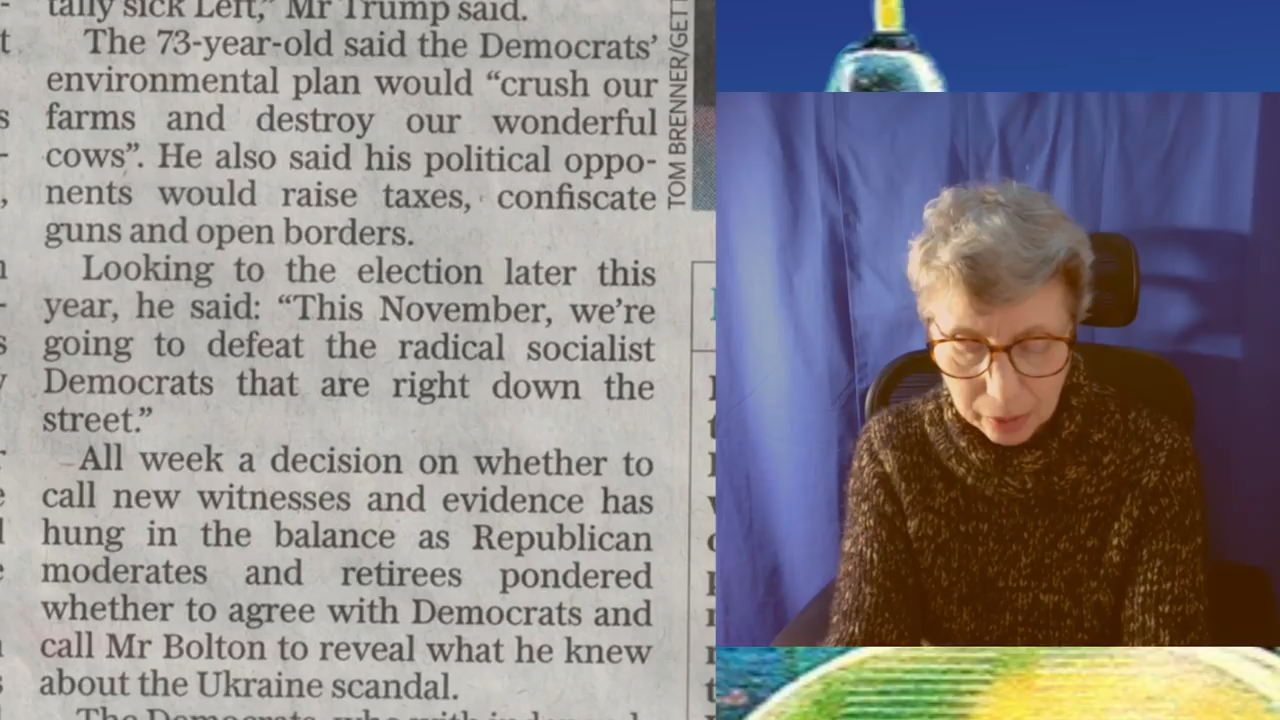 tally sick Left,” Mr Trump said.
The 73-year-old said the Democrats’
environmental plan would “crush our
farms and destroy our wonderful
cows”. He also said his political oppo-
nents would raise taxes, confiscate
guns and open borders.
Looking to the election later this
year, he said: “This November, we’re
going to defeat the radical socialist
Democrats that are right down the
street.”
All week a decision on whether to
call new witnesses and evidence has
hung in the balance as Republican
moderates and retirees pondered
whether to agree with Democrats and
call Mr Bolton to reveal what he knew
about the Ukraine scandal.
The Democrats, who with
TOM BRENNER/GETT